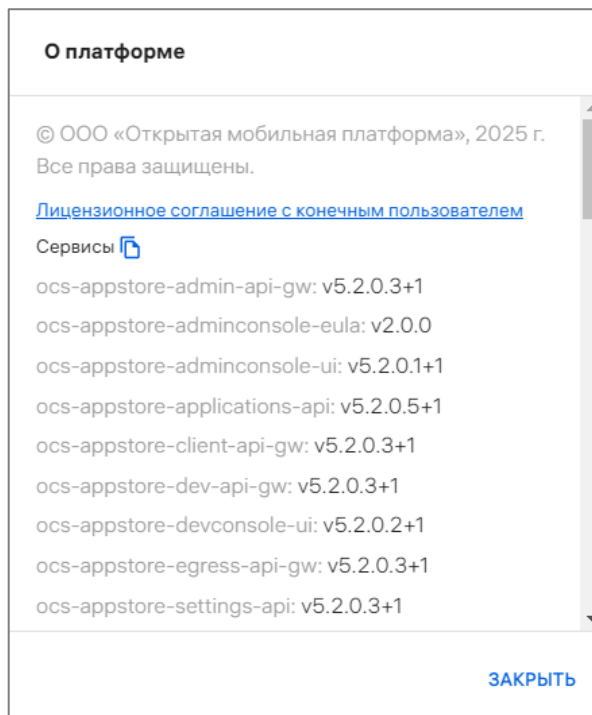 О платформе
© ООО «Открытая мобильная платформа», 2025 г.
Все права защищены.
Лицензионное соглашение с конечным пользователем
Сервисы
ocs-appstore-admin-api-gw: v5.2.0.3+1
ocs-appstore-adminconsole-eula: v2.0.0
ocs-appstore-adminconsole-ui: v5.2.0.1+1
ocs-appstore-applications-api: v5.2.0.5+1
ocs-appstore-client-api-gw: v5.2.0.3+1
ocs-appstore-dev-api-gw: v5.2.0.3+1
ocs-appstore-devconsole-ui: v5.2.0.2+1
ocs-appstore-egress-api-gw: v5.2.0.3+1
ocs-appstore-settings-api: v5.2.0.3+1
ЗАКРЫТЬ